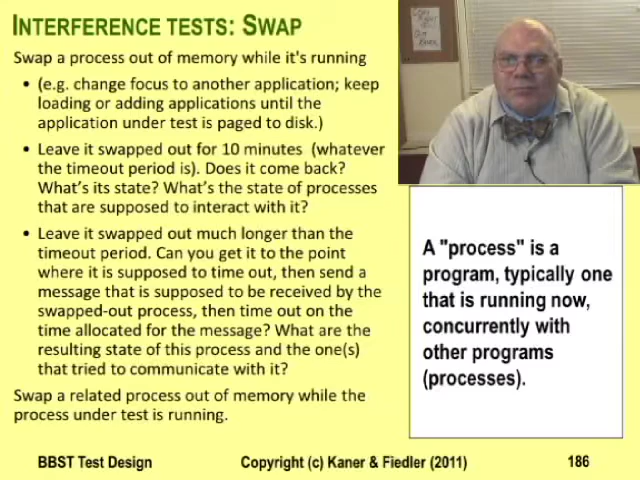 INTERFERENCE TESTS: SWAP
Swap a process out of memory while it's running
• (e.g. change focus to another application; keep
loading or adding applications until the
application under test is paged to disk.)
• Leave it swapped out for 10 minutes (whatever
the timeout period is). Does it come back?
What's its state? What's the state of processes
that are supposed to interact with it?
• Leave it swapped out much longer than the
timeout period. Can you get it to the point
where it is supposed to time out, then send a
message that is supposed to be received by the
swapped-out process, then time out on the
time allocated for the message? What are the
resulting state of this process and the one(s)
that tried to communicate with it?
Swap a related process out of memory while the
process under test is running.
A "process" is a
program, typically one
that is running now,
concurrently with
other programs
(processes).
BBST Test Design Copyright (c) Kaner & Fiedler (2011) 186